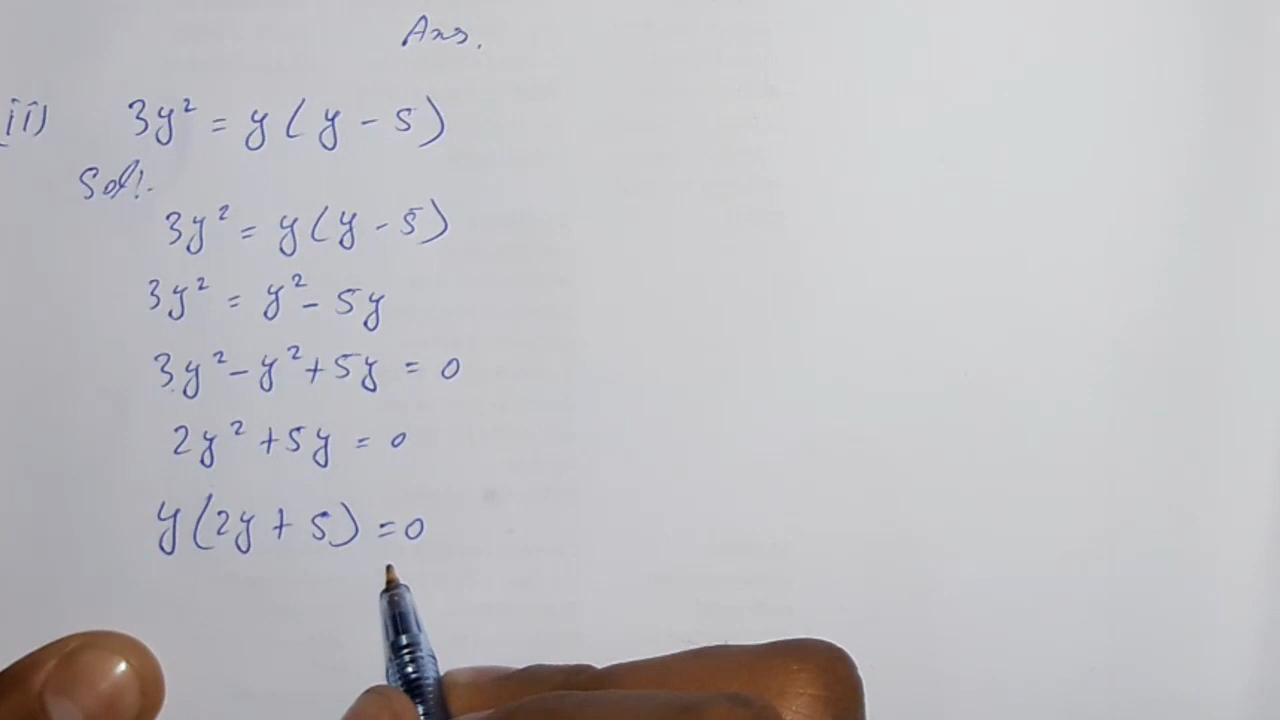 Ans.
(ii) 3y² = y(y - 5)
Sol:-
3y² = y(y - 5)
3y² = y² - 5y
3y² - y² + 5y = 0
2y² + 5y = 0
y(2y + 5) = 0